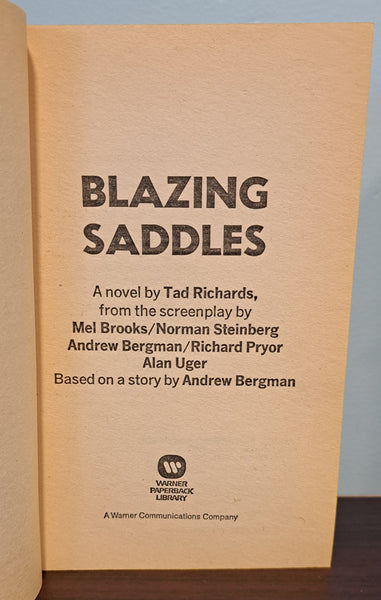 BLAZING
SADDLES
A novel by Tad Richards,
from the screenplay by
Mel Brooks/Norman Steinberg
Andrew Bergman/Richard Pryor
Alan Uger
Based on a story by Andrew Bergman
WARNER
PAPERBACK
LIBRARY
A Warner Communications Company